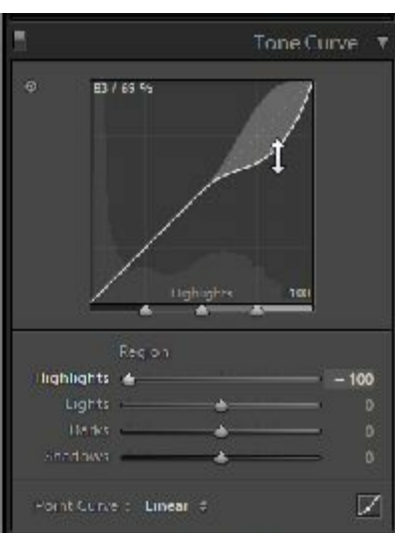 Tone Curve
83 / 69 %
Highlights - 100
Region
Highlights - 100
Lights 0
Darks 0
Shadows 0
Point Curve : Linear